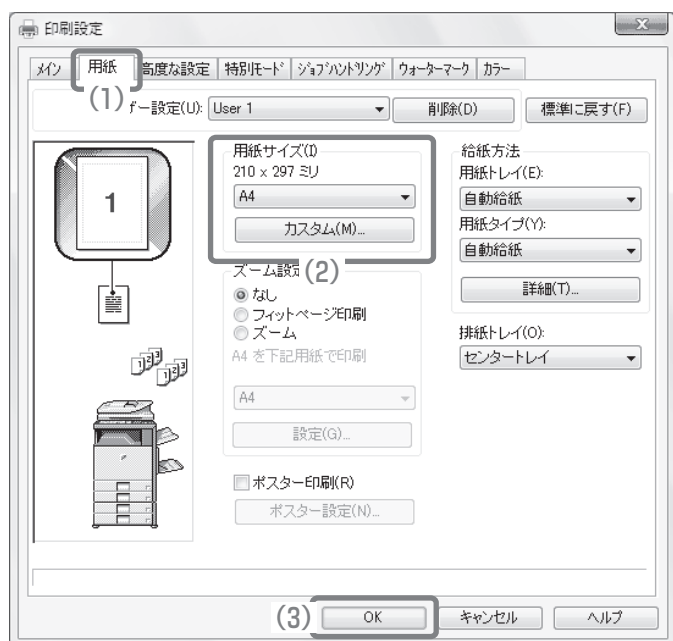 印刷設定
メイン 用紙 高度な設定 特別モード ジョブハンドリング ウォーターマーク カラー
(1)
ザー設定(U): User 1 削除(D) 標準に戻す(F)
用紙サイズ(I)
210 x 297 ミリ
A4
カスタム(M)...
(2)
給紙方法
用紙トレイ(E):
自動給紙
用紙タイプ(Y):
自動給紙
詳細(T)...
排紙トレイ(O):
センタートレイ
1
1 2 3
1 2 3
ズーム設
なし
フィットページ印刷
ズーム
A4 を下記用紙で印刷
A4
設定(G)...
ポスター印刷(R)
ポスター設定(N)...
(3)
OK キャンセル ヘルプ